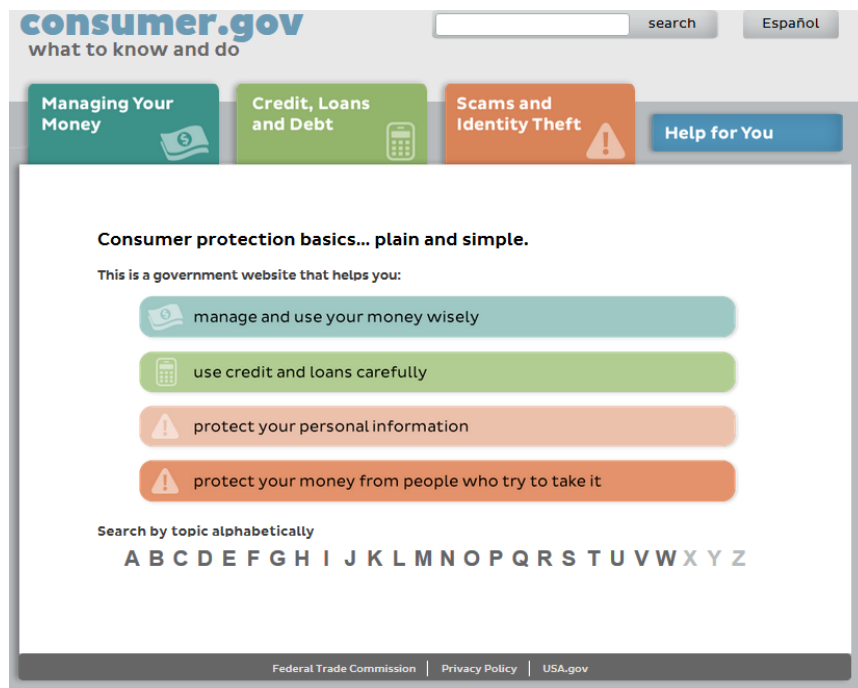 consumer.gov
what to know and do
search
Español
Managing Your
Money
Credit, Loans
and Debt
Scams and
Identity Theft
Help for You
Consumer protection basics... plain and simple.
This is a government website that helps you:
manage and use your money wisely
use credit and loans carefully
protect your personal information
protect your money from people who try to take it
Search by topic alphabetically
A B C D E F G H I J K L M N O P Q R S T U V W X Y Z
Federal Trade Commission | Privacy Policy | USA.gov